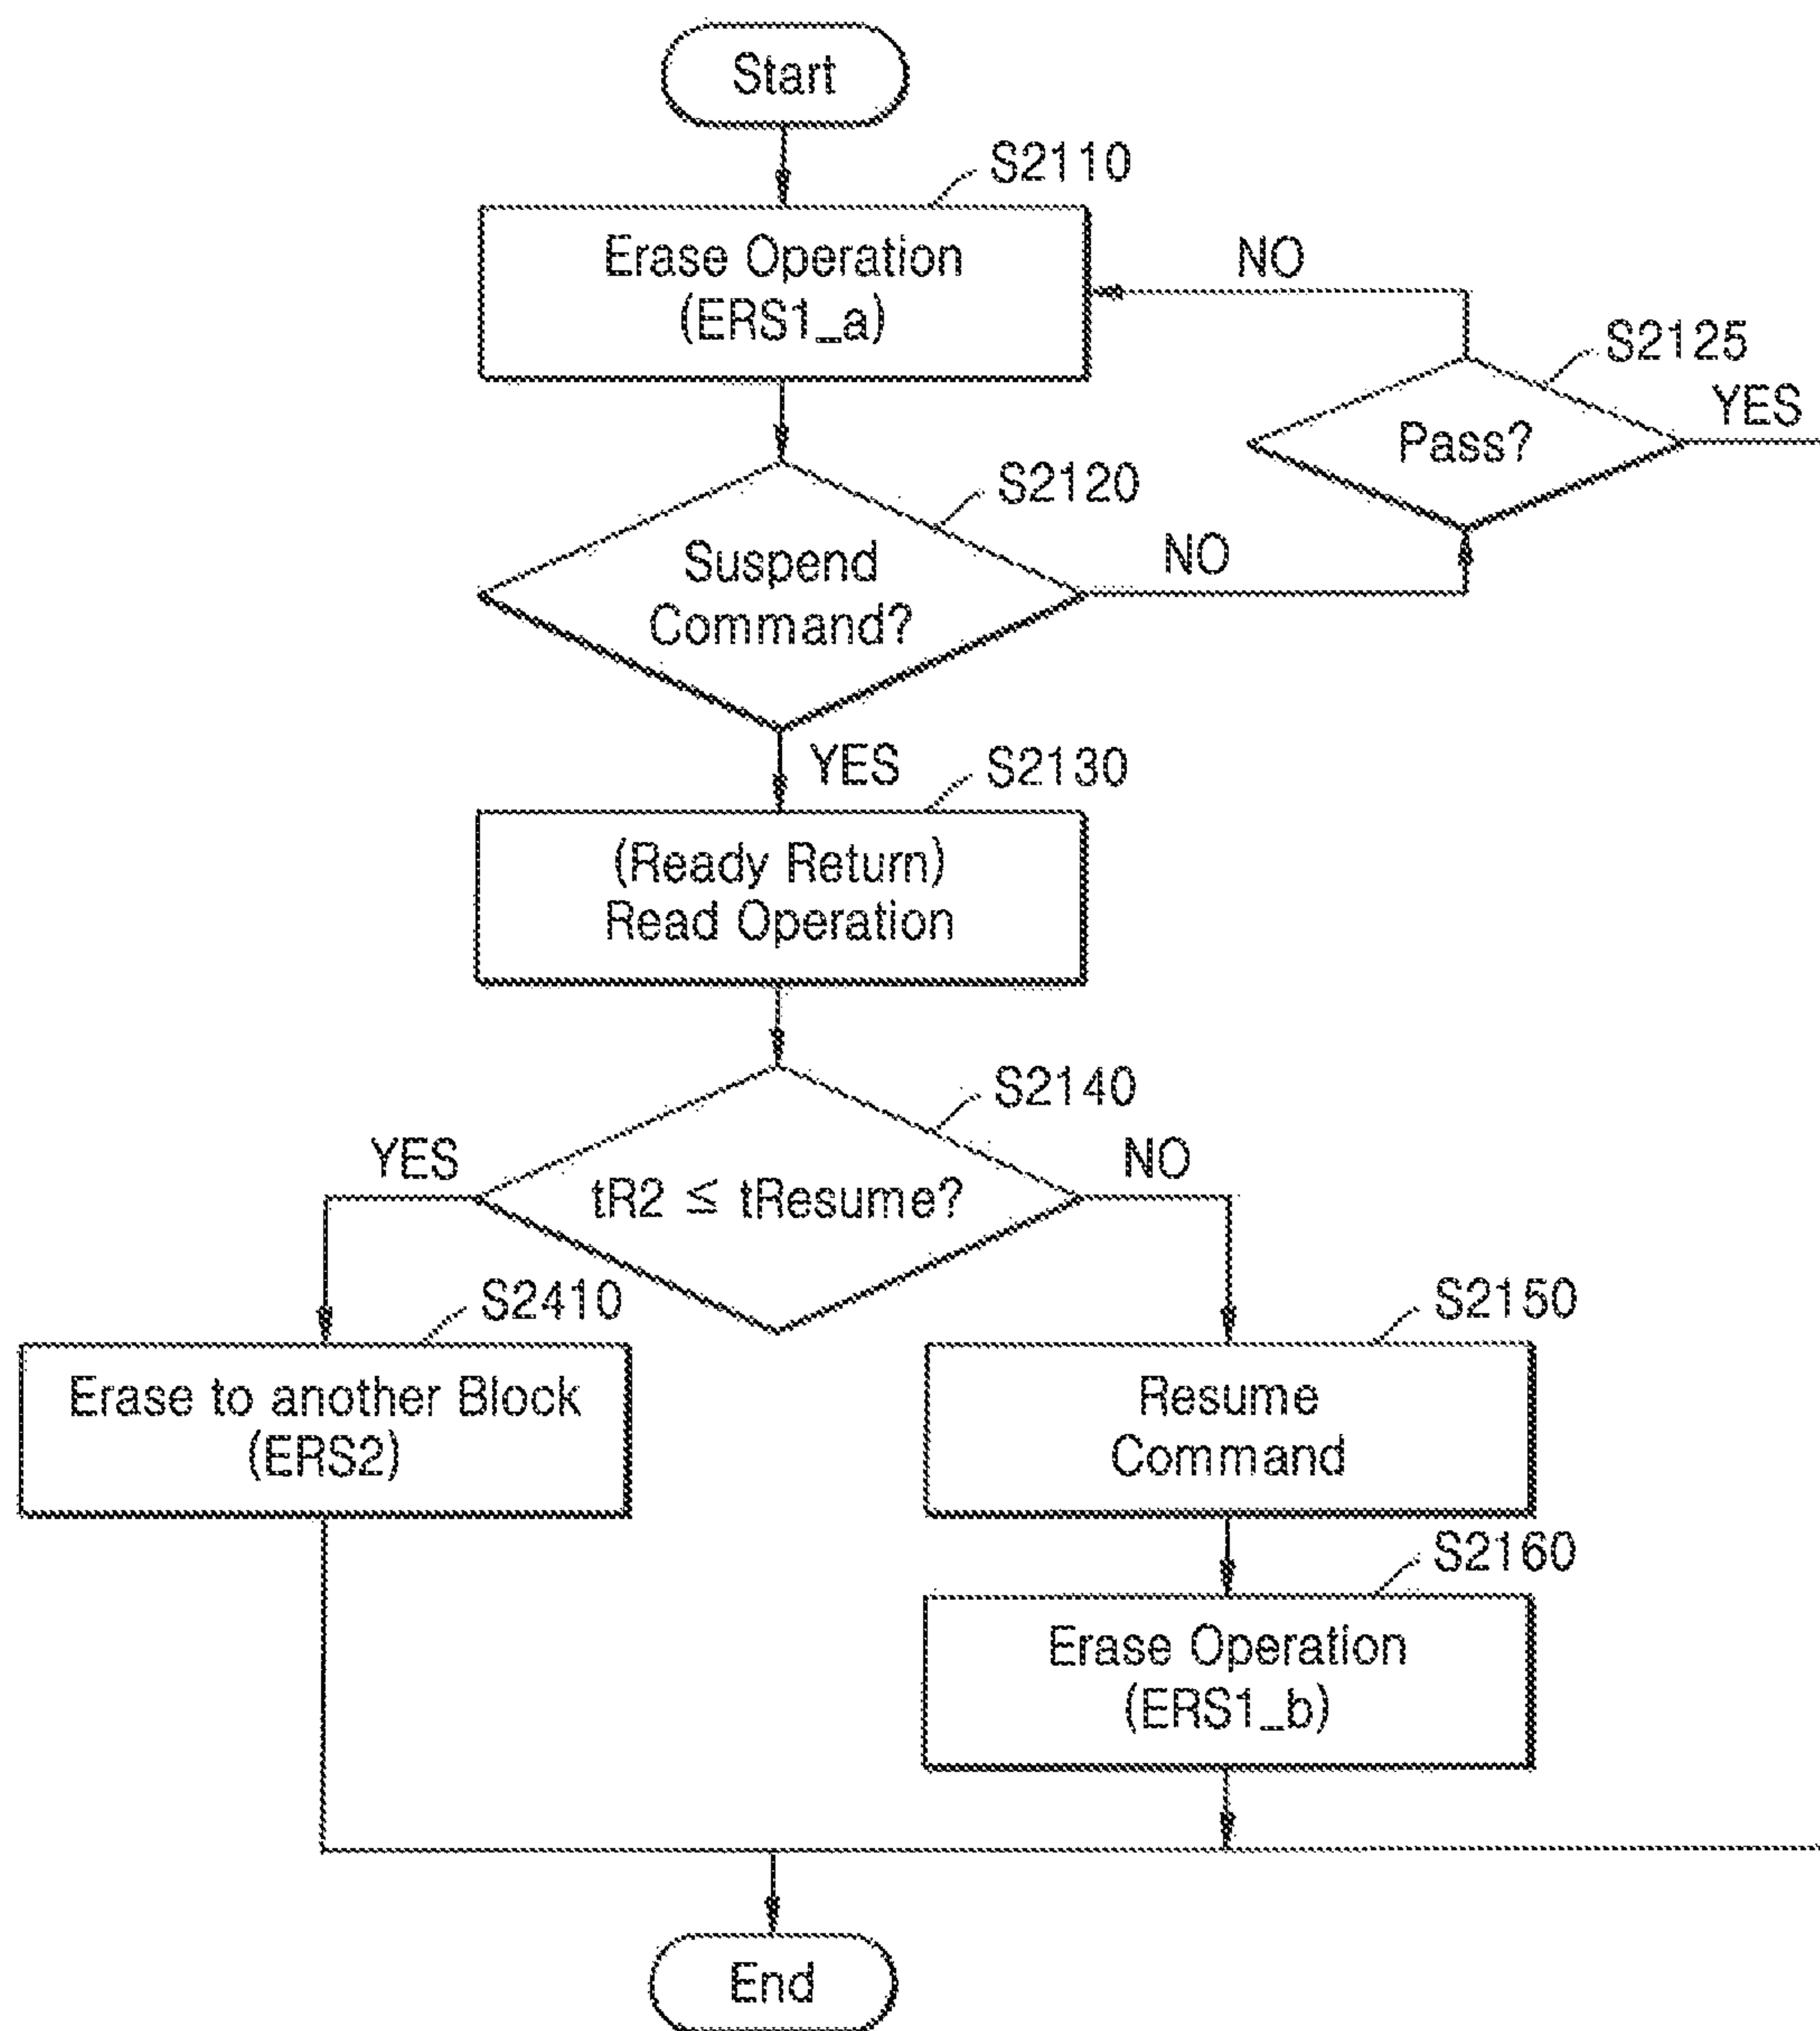 Start
S2110
Erase Operation
(ERS1_a)
NO
S2125
Pass?
YES
S2120
Suspend
Command?
NO
YES
S2130
(Ready Return)
Read Operation
S2140
YES
tR2 ≤ tResume?
NO
S2410
Erase to another Block
(ERS2)
S2150
Resume
Command
S2160
Erase Operation
(ERS1_b)
End